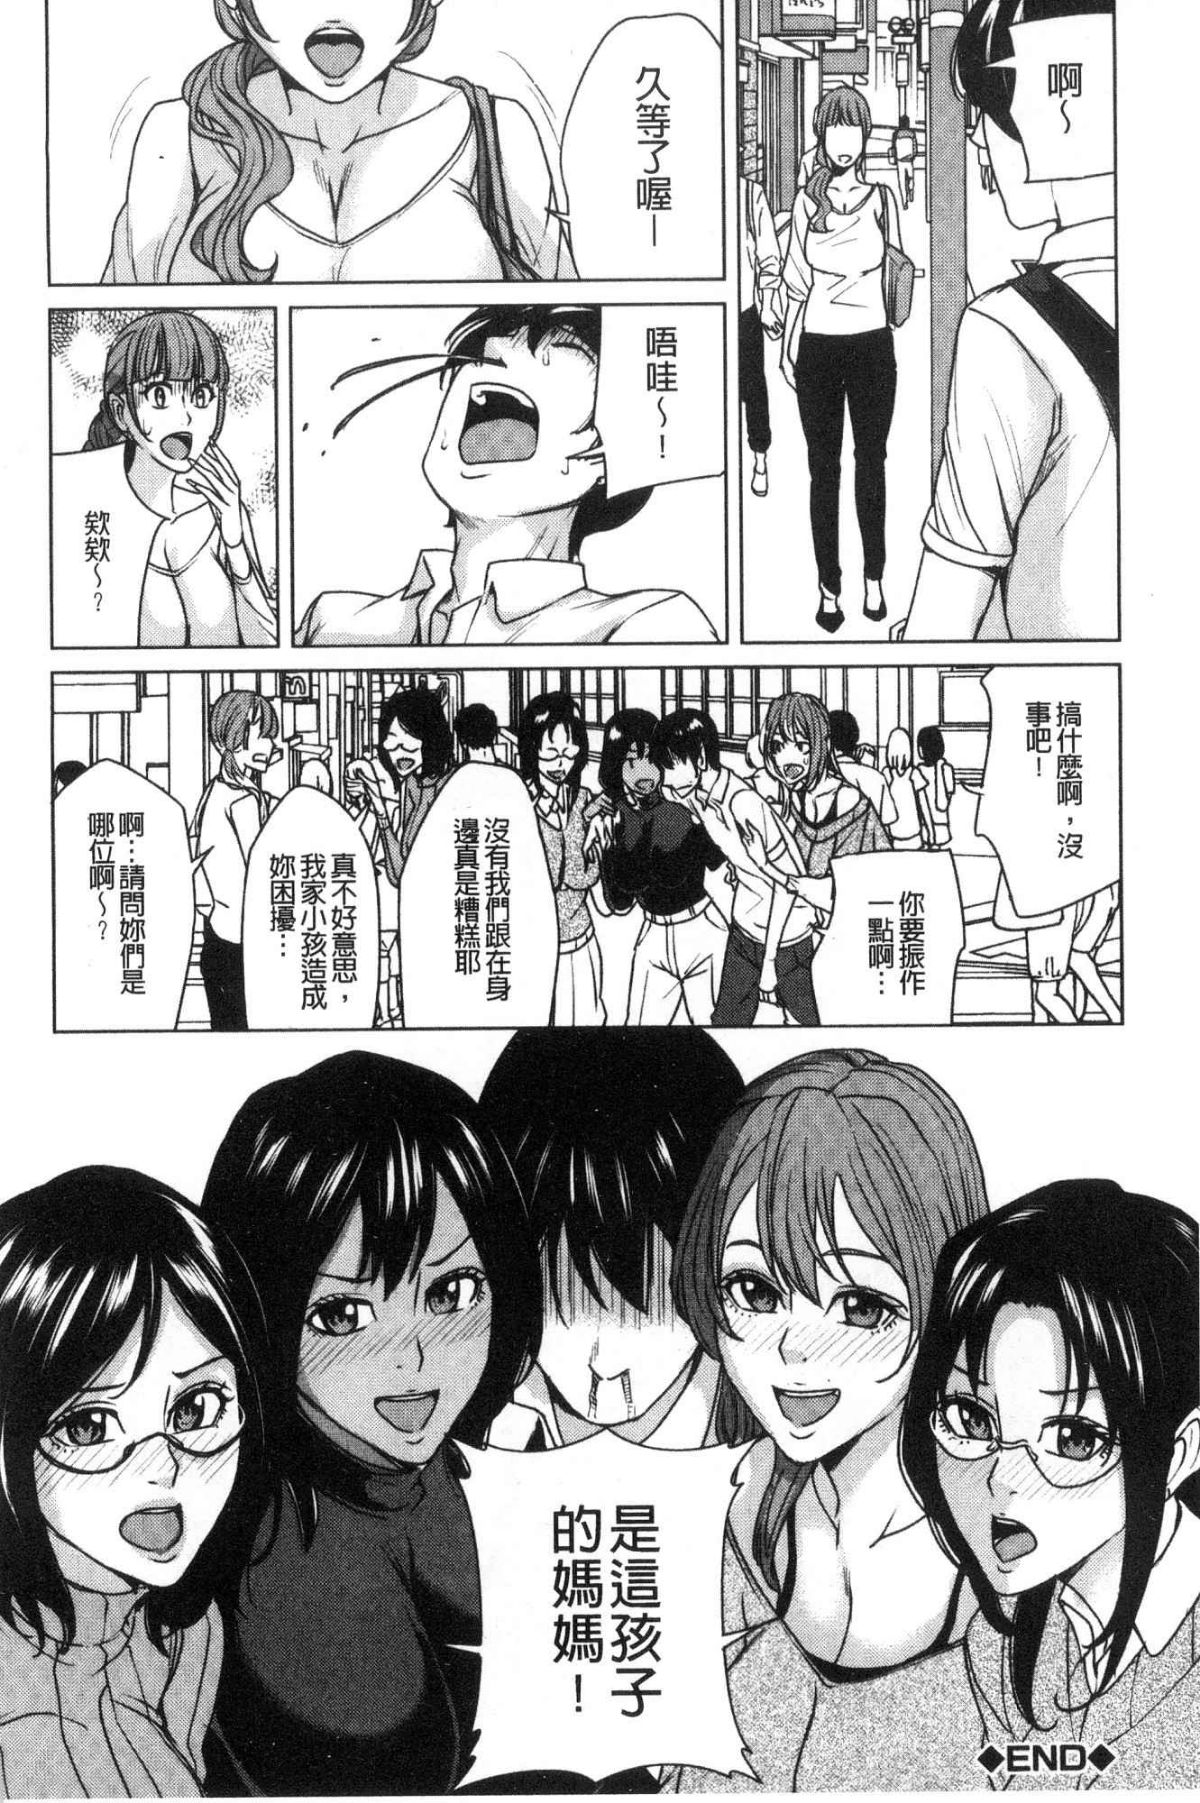 啊～
久等了喔－
唔哇～！
欸欸～？
搞什麼啊，沒
事吧！
你要振作
一點啊…
沒有我們跟在身
邊真是糟糕耶
真不好意思，
我家小孩造成
妳困擾…
啊…請問妳們是
哪位啊～？
是這孩子
的媽媽！
◆END◆